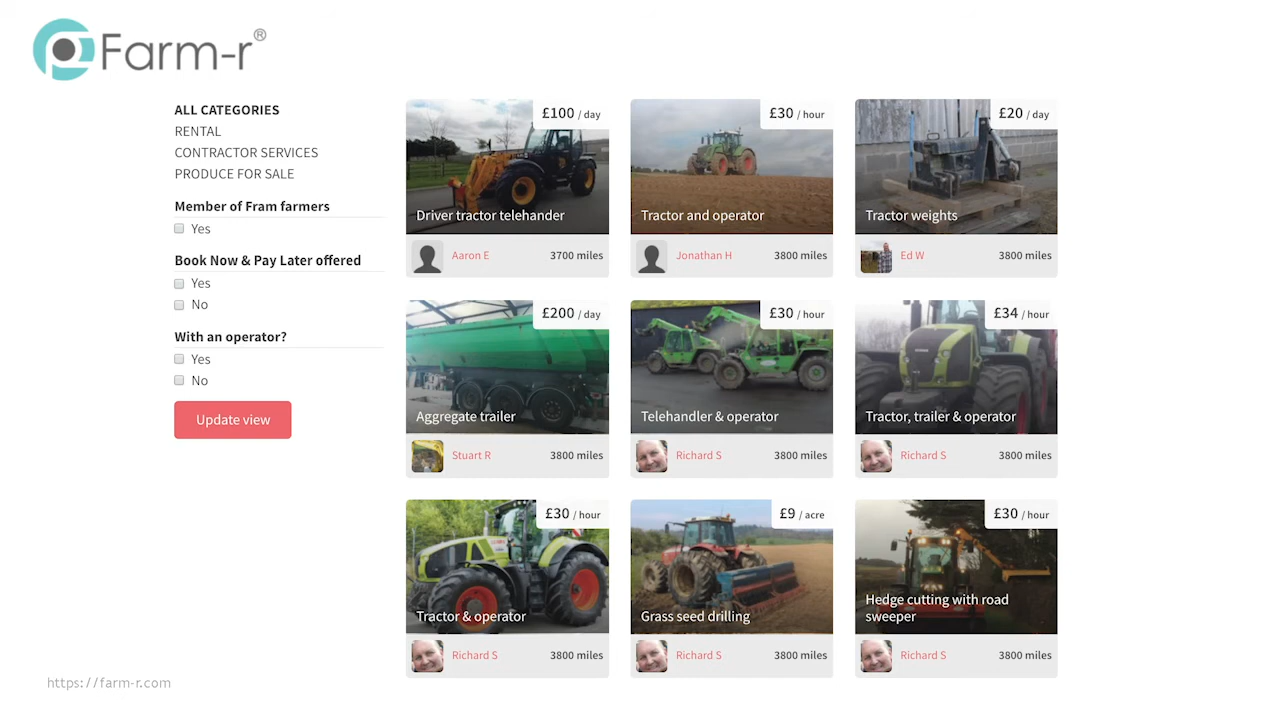 Farm-r®
ALL CATEGORIES
RENTAL
CONTRACTOR SERVICES
PRODUCE FOR SALE
Member of Fram farmers
Yes
Book Now & Pay Later offered
Yes
No
With an operator?
Yes
No
Update view
£100 / day
Driver tractor telehander
Aaron E
3700 miles
£30 / hour
Tractor and operator
Jonathan H
3800 miles
£20 / day
Tractor weights
Ed W
3800 miles
£200 / day
Aggregate trailer
Stuart R
3800 miles
£30 / hour
Telehandler & operator
Richard S
3800 miles
£34 / hour
Tractor, trailer & operator
Richard S
3800 miles
£30 / hour
Tractor & operator
Richard S
3800 miles
£9 / acre
Grass seed drilling
Richard S
3800 miles
£30 / hour
Hedge cutting with road
sweeper
Richard S
3800 miles
https://farm-r.com